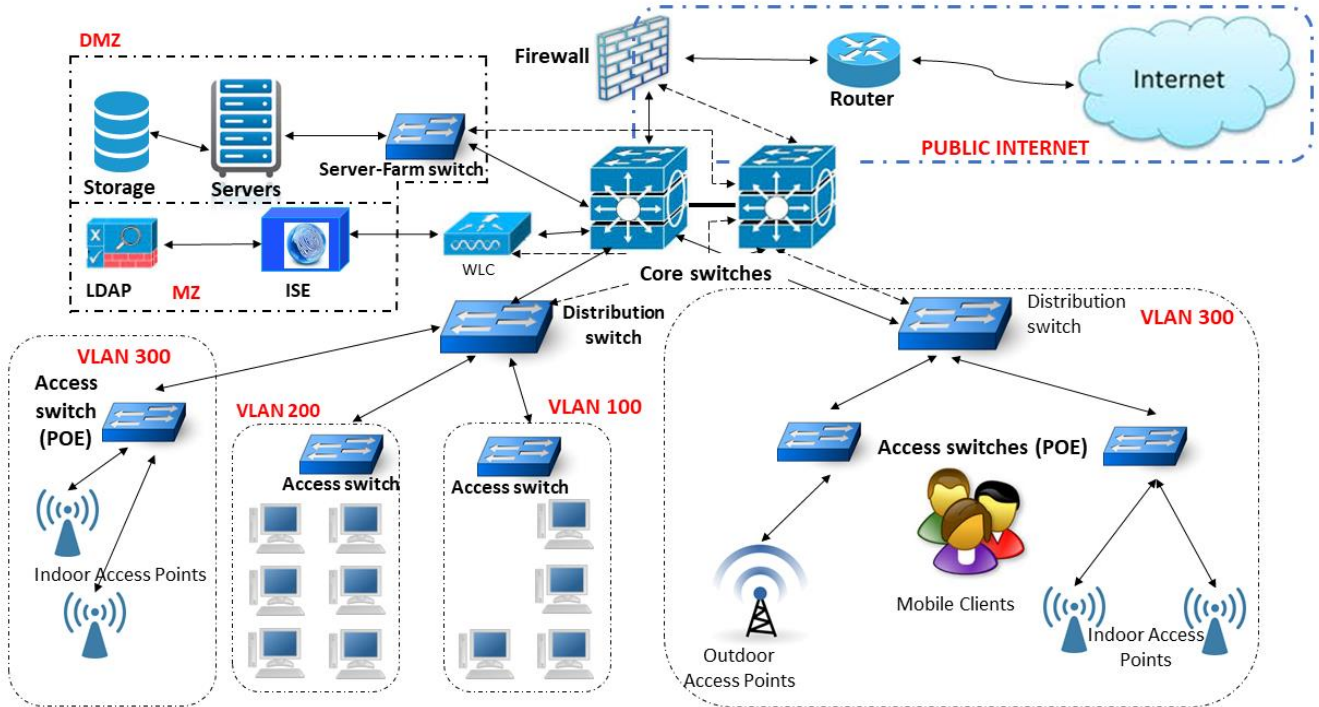 DMZ
Firewall
Internet
Router
PUBLIC INTERNET
Storage
Servers
Server-Farm switch
LDAP
MZ
ISE
WLC
Core switches
Distribution
switch
Distribution
switch
VLAN 300
VLAN 300
Access
switch
(POE)
Indoor Access Points
VLAN 200
Access switch
VLAN 100
Access switch
Access switches (POE)
Mobile Clients
Outdoor
Access Points
Indoor Access
Points